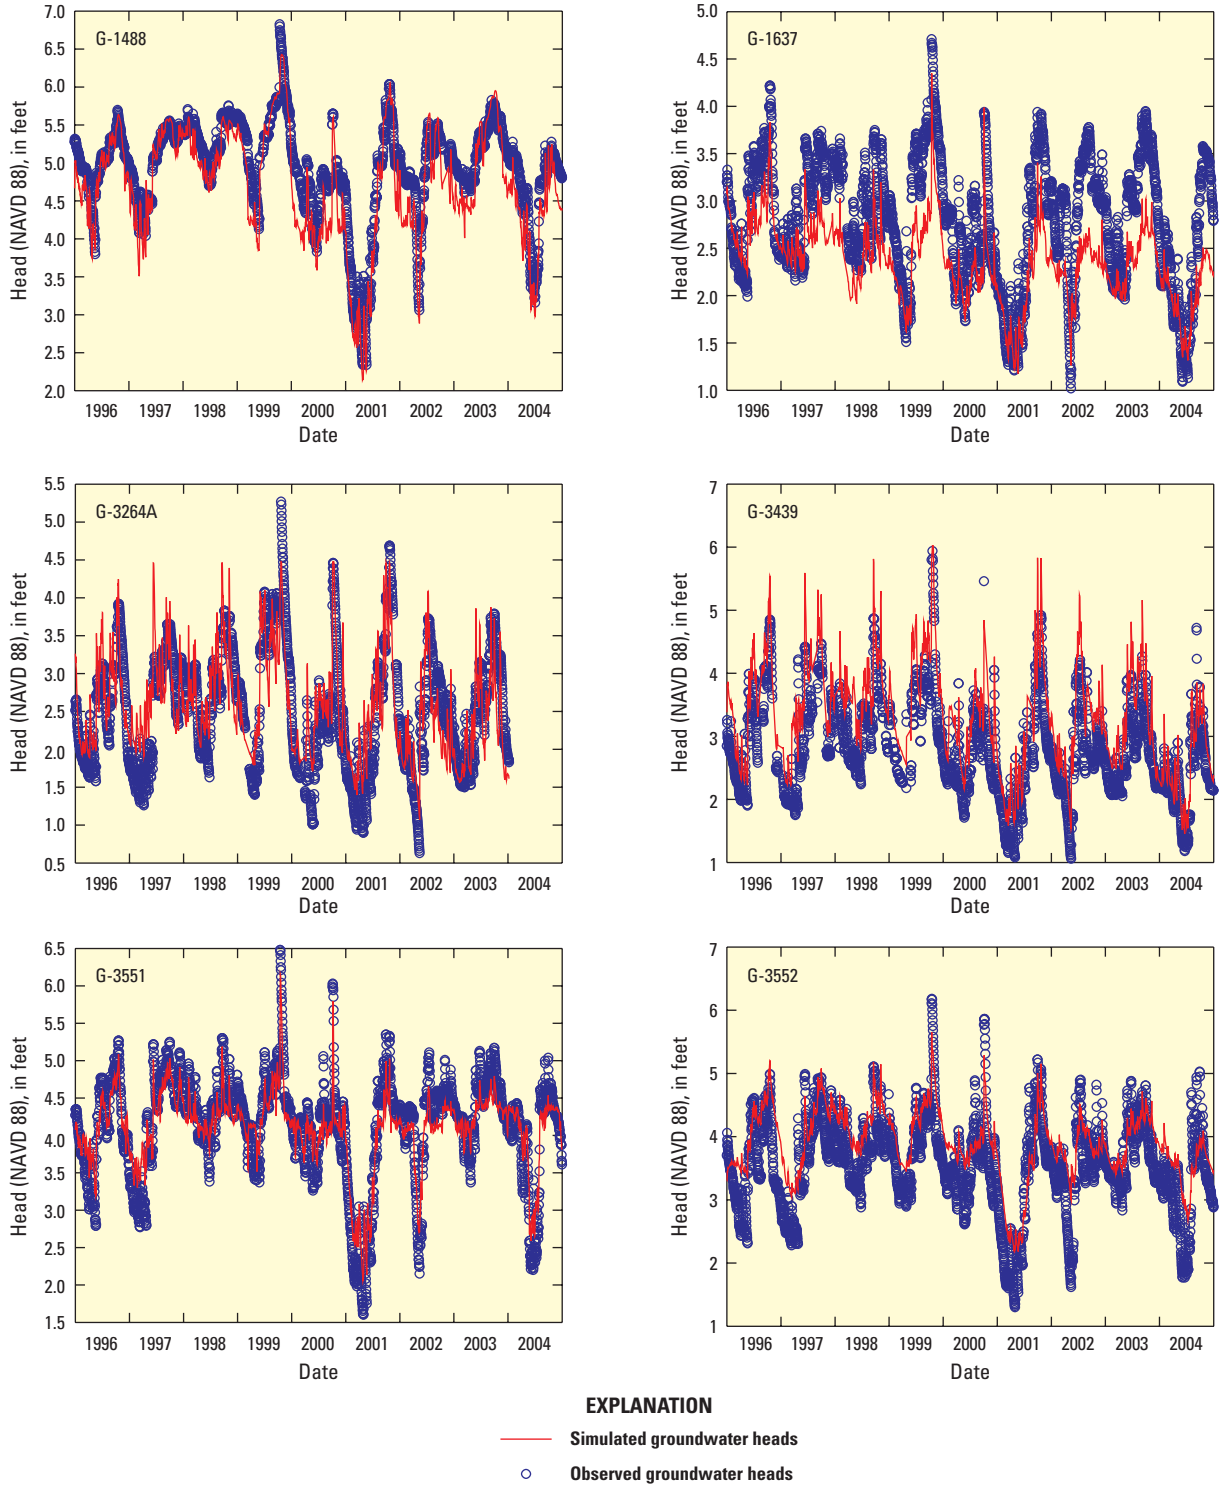 G-1488
Head (NAVD 88), in feet
7.0
6.5
6.0
5.5
5.0
4.5
4.0
3.5
3.0
2.5
2.0
1996 1997 1998 1999 2000 2001 2002 2003 2004
Date
G-1637
Head (NAVD 88), in feet
5.0
4.5
4.0
3.5
3.0
2.5
2.0
1.5
1.0
1996 1997 1998 1999 2000 2001 2002 2003 2004
Date
G-3264A
Head (NAVD 88), in feet
5.5
5.0
4.5
4.0
3.5
3.0
2.5
2.0
1.5
1.0
0.5
1996 1997 1998 1999 2000 2001 2002 2003 2004
Date
G-3439
Head (NAVD 88), in feet
7
6
5
4
3
2
1
1996 1997 1998 1999 2000 2001 2002 2003 2004
Date
G-3551
Head (NAVD 88), in feet
6.5
6.0
5.5
5.0
4.5
4.0
3.5
3.0
2.5
2.0
1.5
1996 1997 1998 1999 2000 2001 2002 2003 2004
Date
G-3552
Head (NAVD 88), in feet
7
6
5
4
3
2
1
1996 1997 1998 1999 2000 2001 2002 2003 2004
Date
EXPLANATION
Simulated groundwater heads
Observed groundwater heads